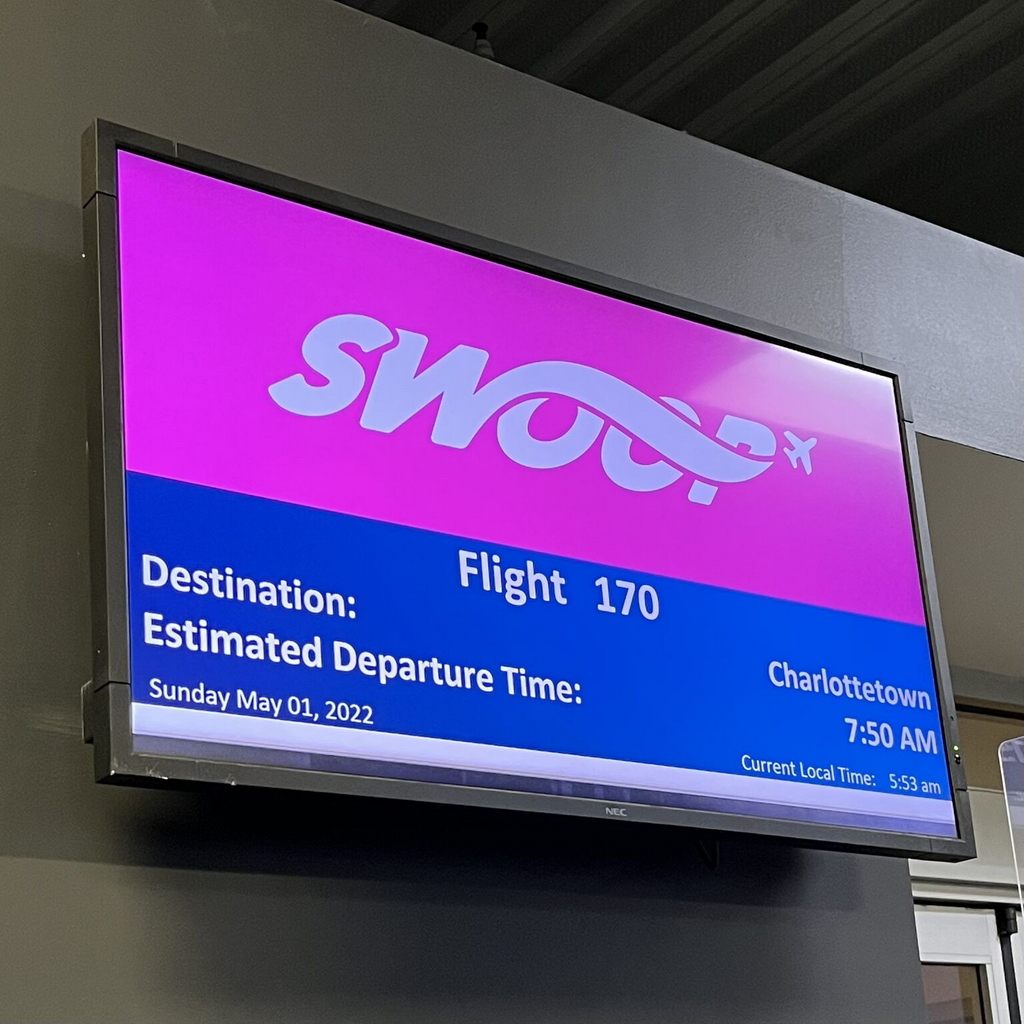 SWOOP
Flight 170
Destination: Charlottetown
Estimated Departure Time: 7:50 AM
Sunday May 01, 2022 Current Local Time: 5:53 am
NEC